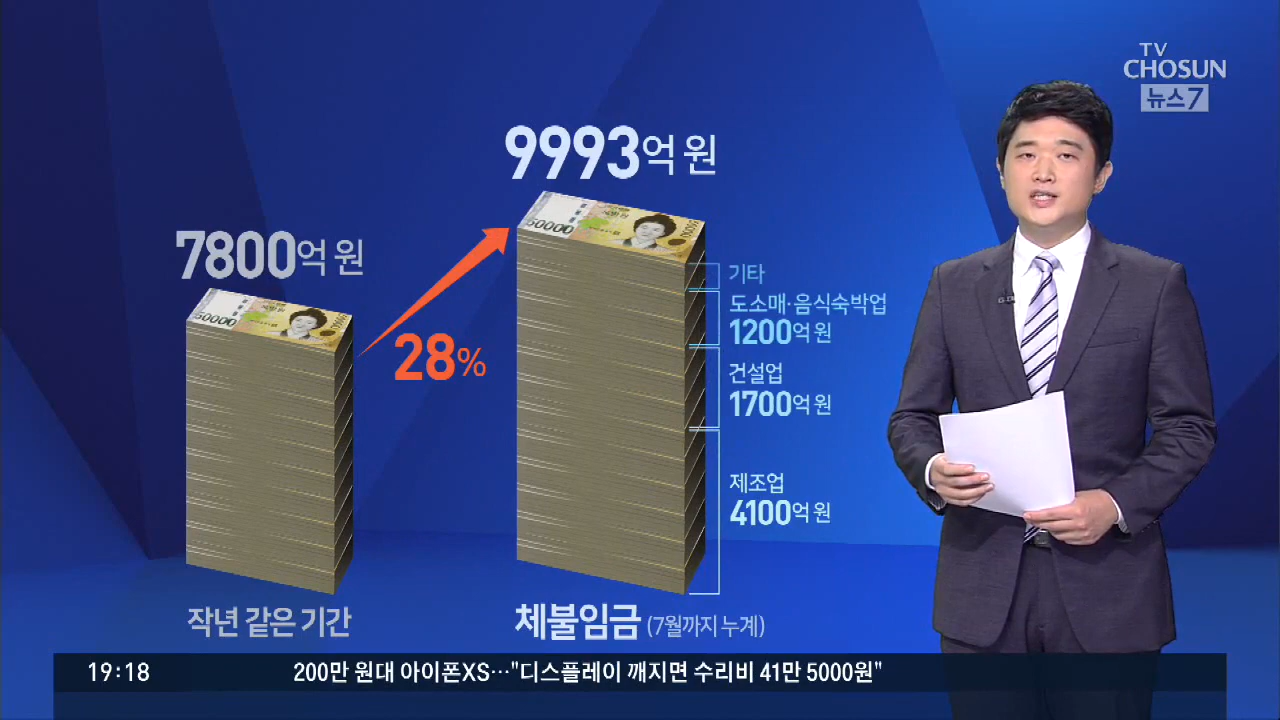 TV
CHOSUN
뉴스7
9993억 원
7800억 원
28%
50000
50000
기타
도소매·음식숙박업
1200억 원
건설업
1700억 원
제조업
4100억 원
작년 같은 기간
체불임금 (7월까지 누계)
19:18
200만 원대 아이폰XS…"디스플레이 깨지면 수리비 41만 5000원"